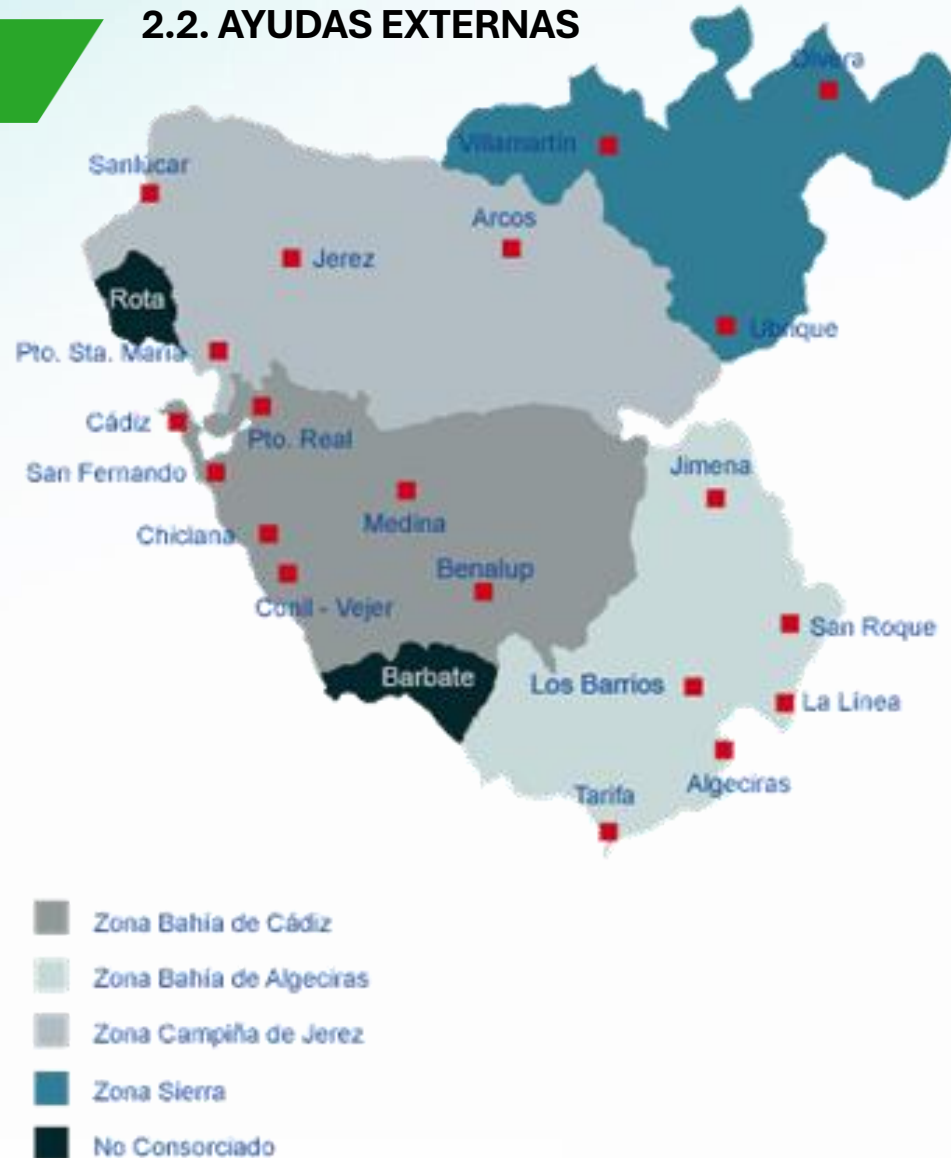 2.2. AYUDAS EXTERNAS
Olvera
Villamartín
Sanlúcar
Arcos
Jerez
Rota
Ubrique
Pto. Sta. María
Cádiz
Pto. Real
San Fernando
Jimena
Medina
Chiclana
Benalup
Conil - Vejer
San Roque
Barbate
Los Barrios
La Línea
Algeciras
Tarifa
Zona Bahía de Cádiz
Zona Bahía de Algeciras
Zona Campiña de Jerez
Zona Sierra
No Consorciado